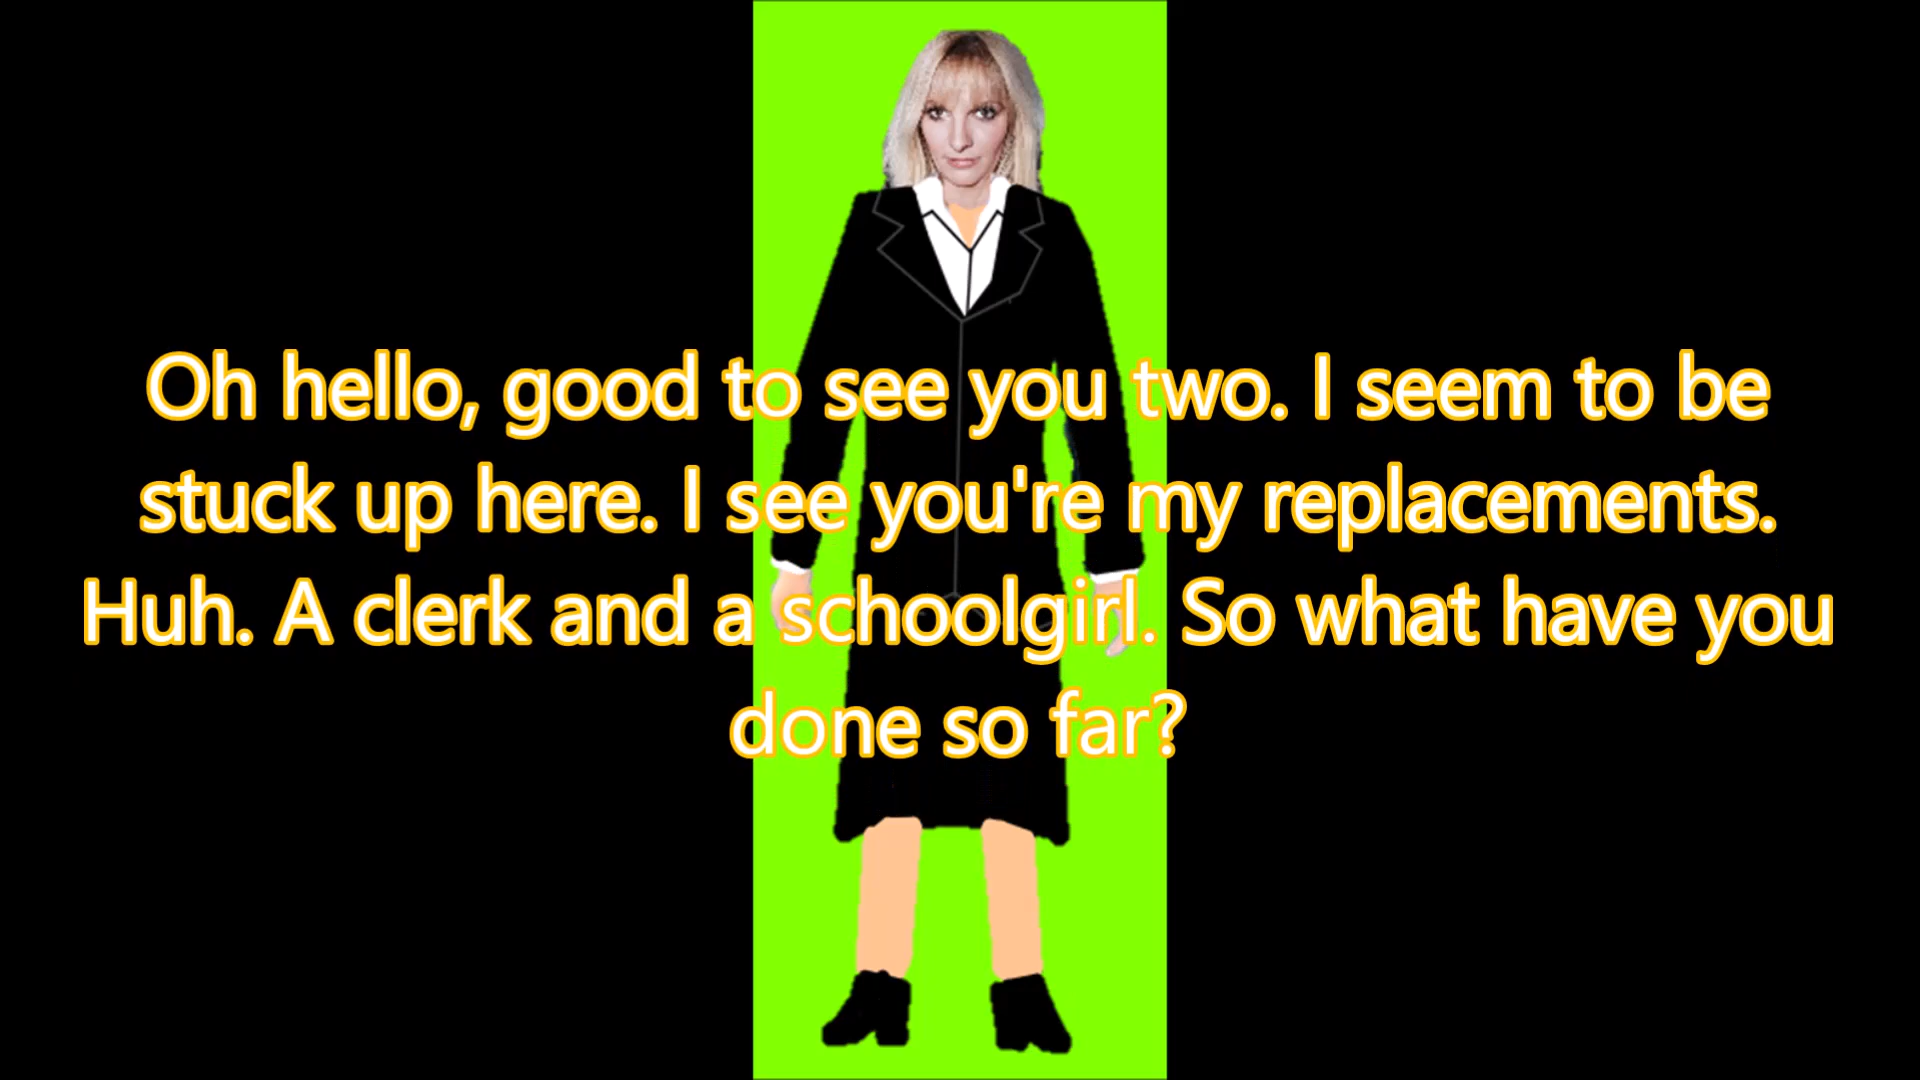 Oh hello, good to see you two. I seem to be
stuck up here. I see you're my replacements.
Huh. A clerk and a schoolgirl. So what have you
done so far?